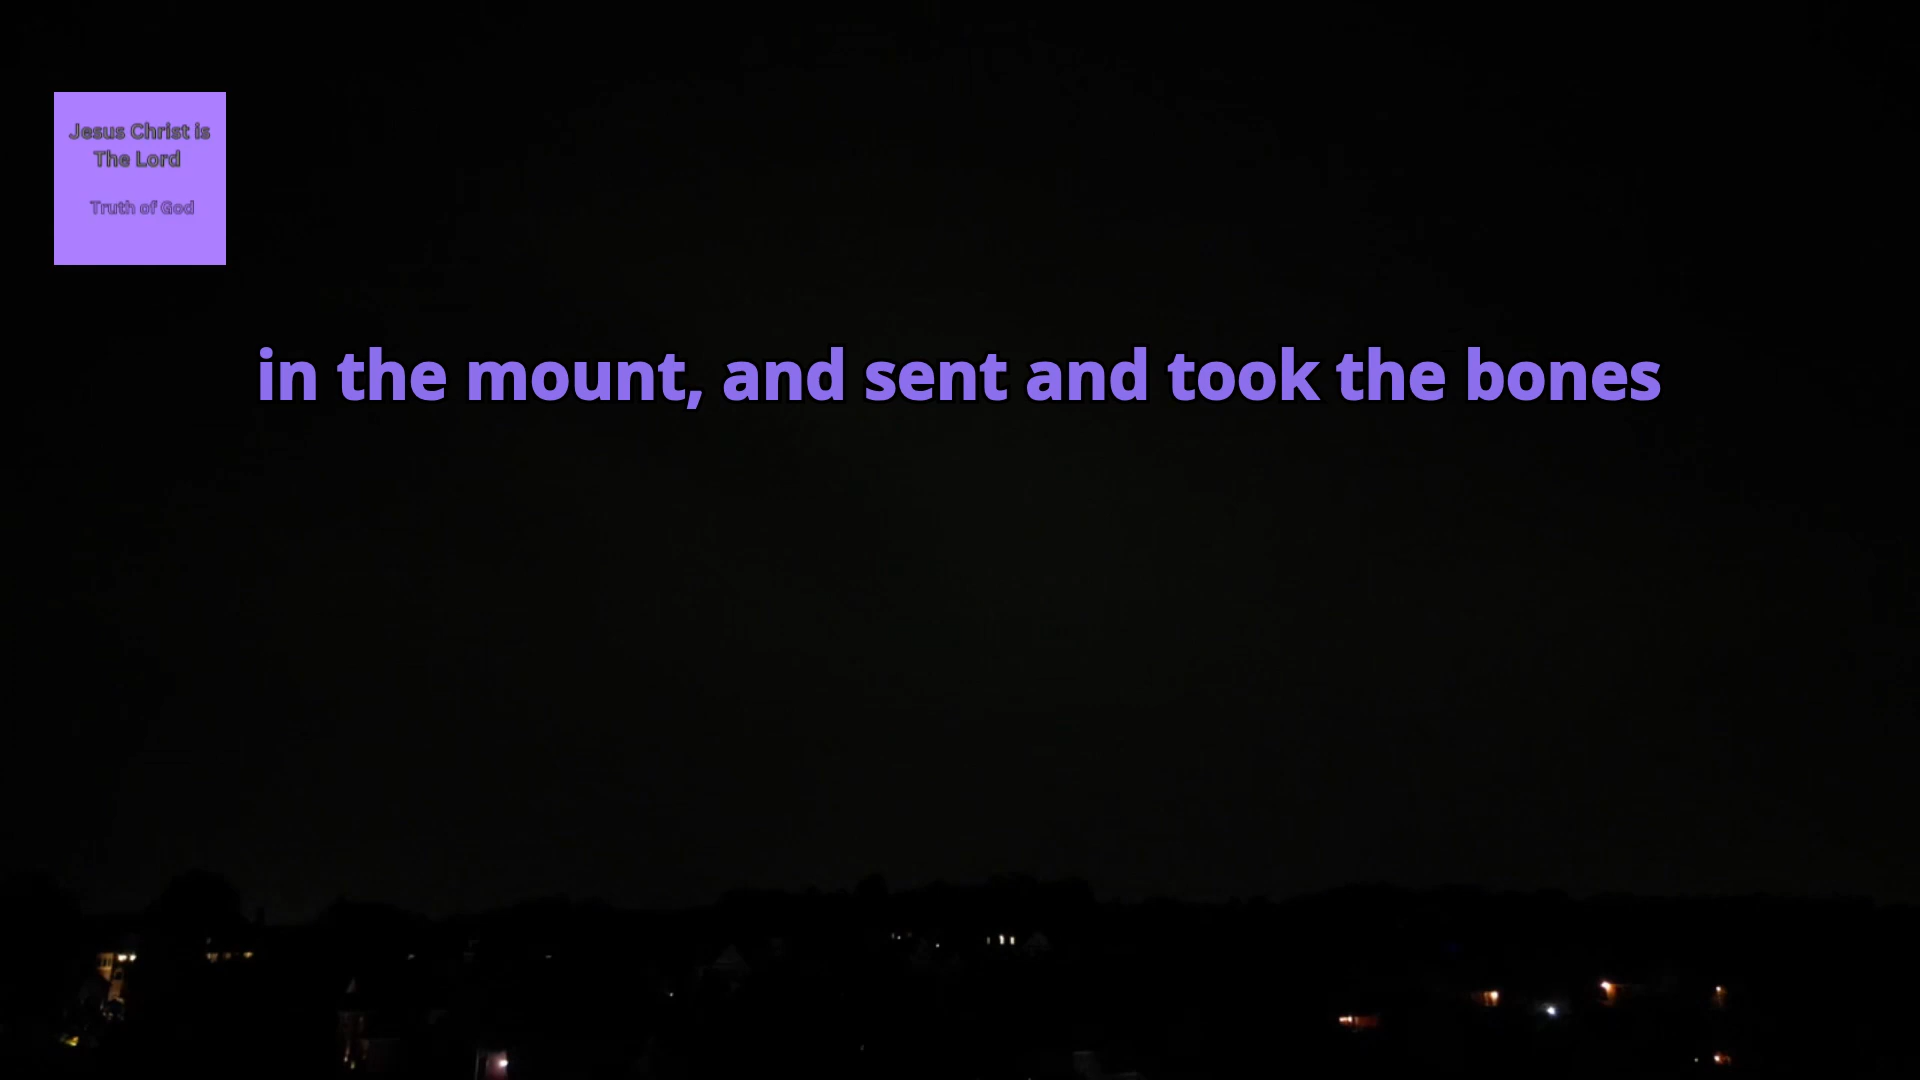 Jesus Christ is
The Lord
Truth of God
in the mount, and sent and took the bones